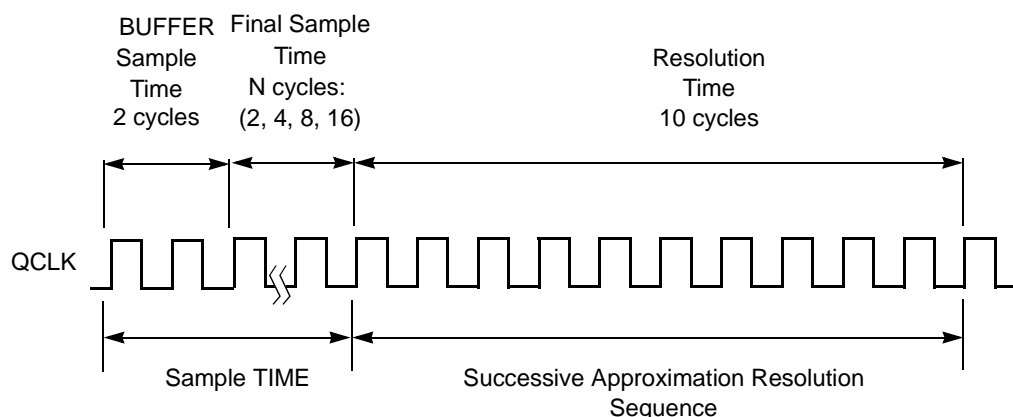 BUFFER
Sample
Time
2 cycles
Final Sample
Time
N cycles:
(2, 4, 8, 16)
Resolution
Time
10 cycles
QCLK
Sample TIME
Successive Approximation Resolution
Sequence